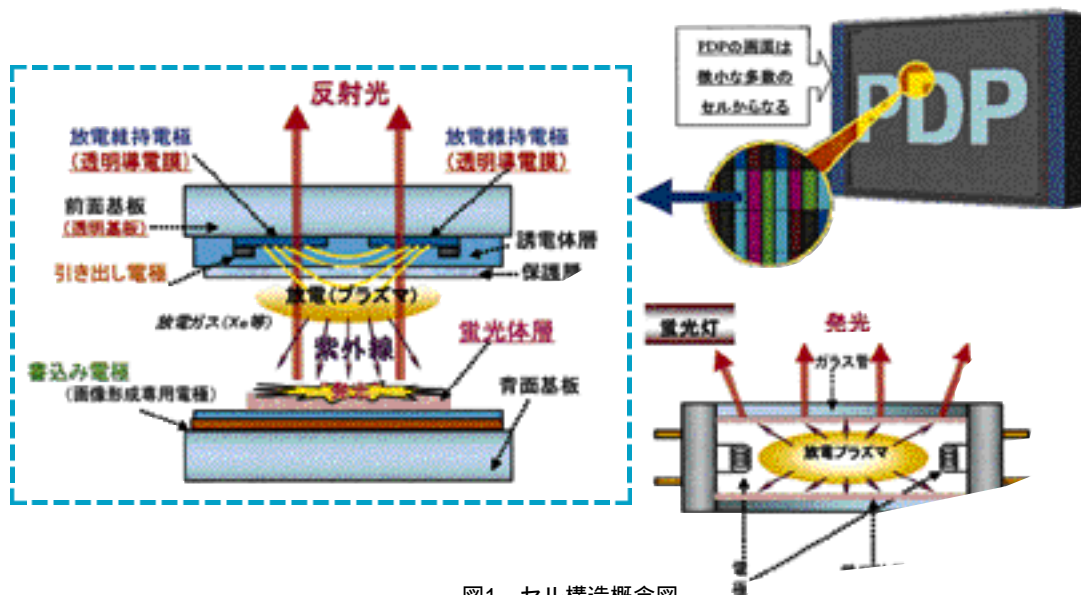 反射光
放電維持電極
(透明導電膜)
放電維持電極
(透明導電膜)
前面基板
(透明基板)
引き出し電極
誘電体層
保護
放電(プラズマ)
放電ガス(Xe等)
紫外線
蛍光体層
書込み電極
(画像形成専用電極)
発光
背面基板
PDPの画面は
微小な多数の
セルからなる
PDP
蛍光灯
発光
ガラス管
放電プラズマ
電極
図1 セル構造概念図